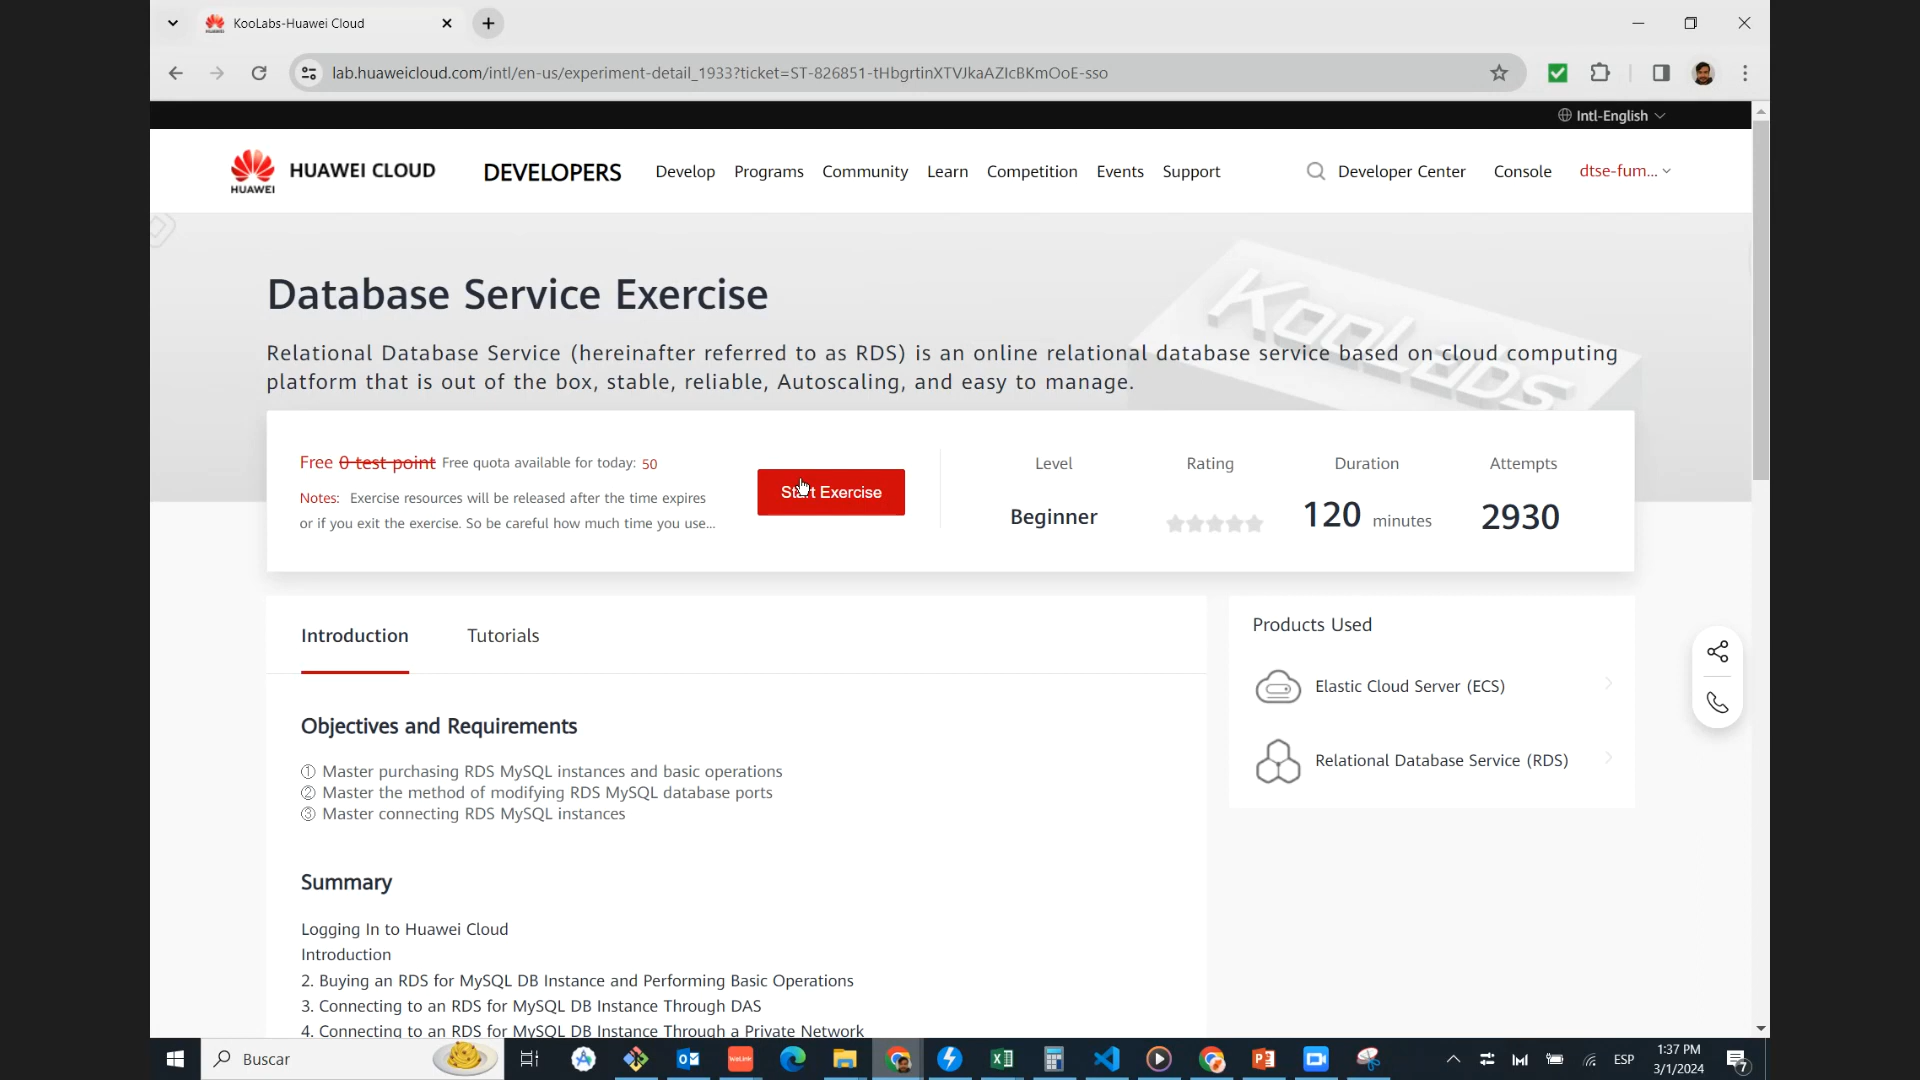 KooLabs-Huawei Cloud
lab.huaweicloud.com/intl/en-us/experiment-detail_1933?ticket=ST-826851-tHbgrtinXTVJkaAZIcBKmOoE-sso
Intl-English
HUAWEI
HUAWEI CLOUD
DEVELOPERS
Develop Programs Community Learn Competition Events Support
Developer Center Console dtse-fum...
KooLabs
Database Service Exercise
Relational Database Service (hereinafter referred to as RDS) is an online relational database service based on cloud computing
platform that is out of the box, stable, reliable, Autoscaling, and easy to manage.
Free 0 test point Free quota available for today: 50
Notes: Exercise resources will be released after the time expires
or if you exit the exercise. So be careful how much time you use...
Start Exercise
Level Rating Duration Attempts
Beginner 120 minutes 2930
Introduction Tutorials
Objectives and Requirements
① Master purchasing RDS MySQL instances and basic operations
② Master the method of modifying RDS MySQL database ports
③ Master connecting RDS MySQL instances
Summary
Logging In to Huawei Cloud
Introduction
2. Buying an RDS for MySQL DB Instance and Performing Basic Operations
3. Connecting to an RDS for MySQL DB Instance Through DAS
4. Connecting to an RDS for MySQL DB Instance Through a Private Network
Products Used
Elastic Cloud Server (ECS)
Relational Database Service (RDS)
Buscar
WeLink
ESP
1:37 PM
3/1/2024
7